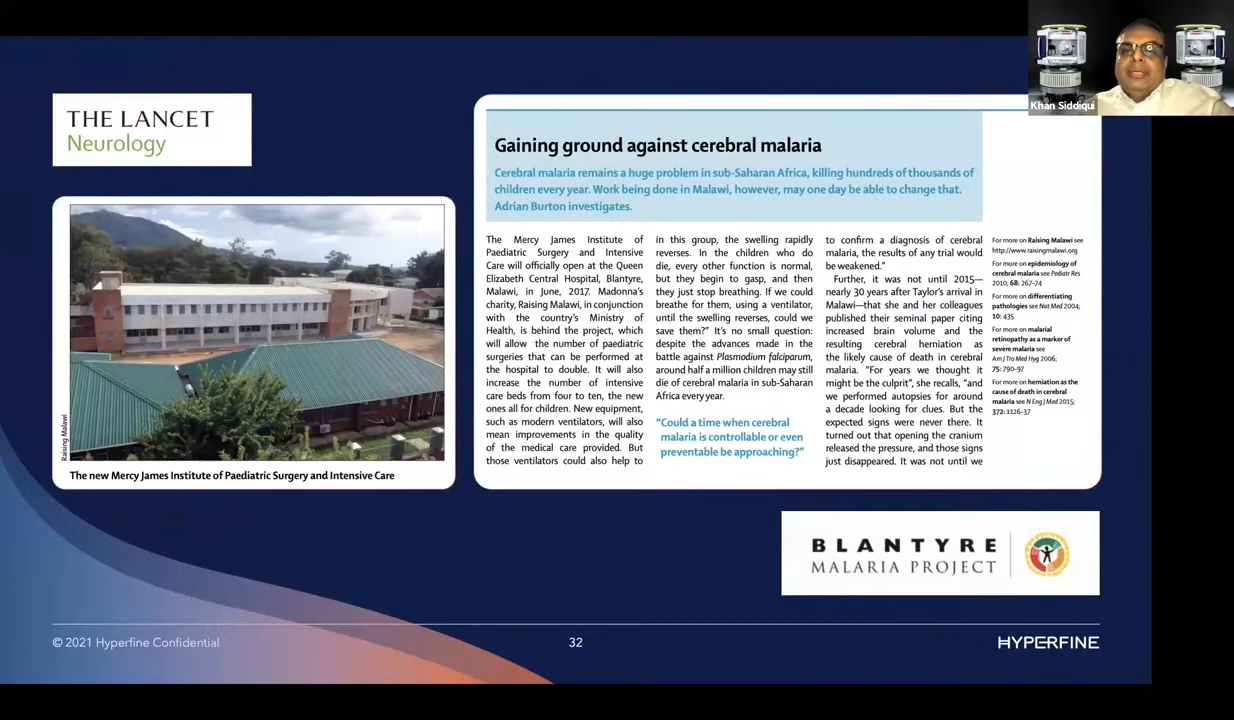 Khan Siddiqui
THE LANCET
Neurology
Raising Malawi
The new Mercy James Institute of Paediatric Surgery and Intensive Care
Gaining ground against cerebral malaria
Cerebral malaria remains a huge problem in sub-Saharan Africa, killing hundreds of thousands of
children every year. Work being done in Malawi, however, may one day be able to change that.
Adrian Burton investigates.
The Mercy James Institute of
Paediatric Surgery and Intensive
Care will officially open at the Queen
Elizabeth Central Hospital, Blantyre,
Malawi, in June, 2017. Madonna's
charity, Raising Malawi, in conjunction
with the country's Ministry of
Health, is behind the project, which
will allow the number of paediatric
surgeries that can be performed at
the hospital to double. It will also
increase the number of intensive
care beds from four to ten, the new
ones all for children. New equipment,
such as modern ventilators, will also
mean improvements in the quality
of the medical care provided. But
those ventilators could also help to
in this group, the swelling rapidly
reverses. In the children who do
die, every other function is normal,
but they begin to gasp, and then
they just stop breathing. If we could
breathe for them, using a ventilator,
until the swelling reverses, could we
save them?" It's no small question:
despite the advances made in the
battle against Plasmodium falciparum,
around half a million children may still
die of cerebral malaria in sub-Saharan
Africa every year.
"Could a time when cerebral
malaria is controllable or even
preventable be approaching?"
to confirm a diagnosis of cerebral
malaria, the results of any trial would
be weakened."
Further, it was not until 2015—
nearly 30 years after Taylor's arrival in
Malawi—that she and her colleagues
published their seminal paper citing
increased brain volume and the
resulting cerebral herniation as
the likely cause of death in cerebral
malaria. "For years we thought it
might be the culprit", she recalls, "and
we performed autopsies for around
a decade looking for clues. But the
expected signs were never there. It
turned out that opening the cranium
released the pressure, and those signs
just disappeared. It was not until we
For more on Raising Malawi see
http://www.raisingmalawi.org
For more on epidemiology of
cerebral malaria see Pediatr Res
2010; 68: 267–74
For more on differentiating
pathologies see Nat Med 2004;
10: 435
For more on malarial
retinopathy as a marker of
severe malaria see
Am J Tro Med Hyg 2006;
75: 790–97
For more on herniation as the
cause of death in cerebral
malaria see N Eng J Med 2015;
372: 1126–37
BLANTYRE
MALARIA PROJECT
© 2021 Hyperfine Confidential
32
HYPERFINE